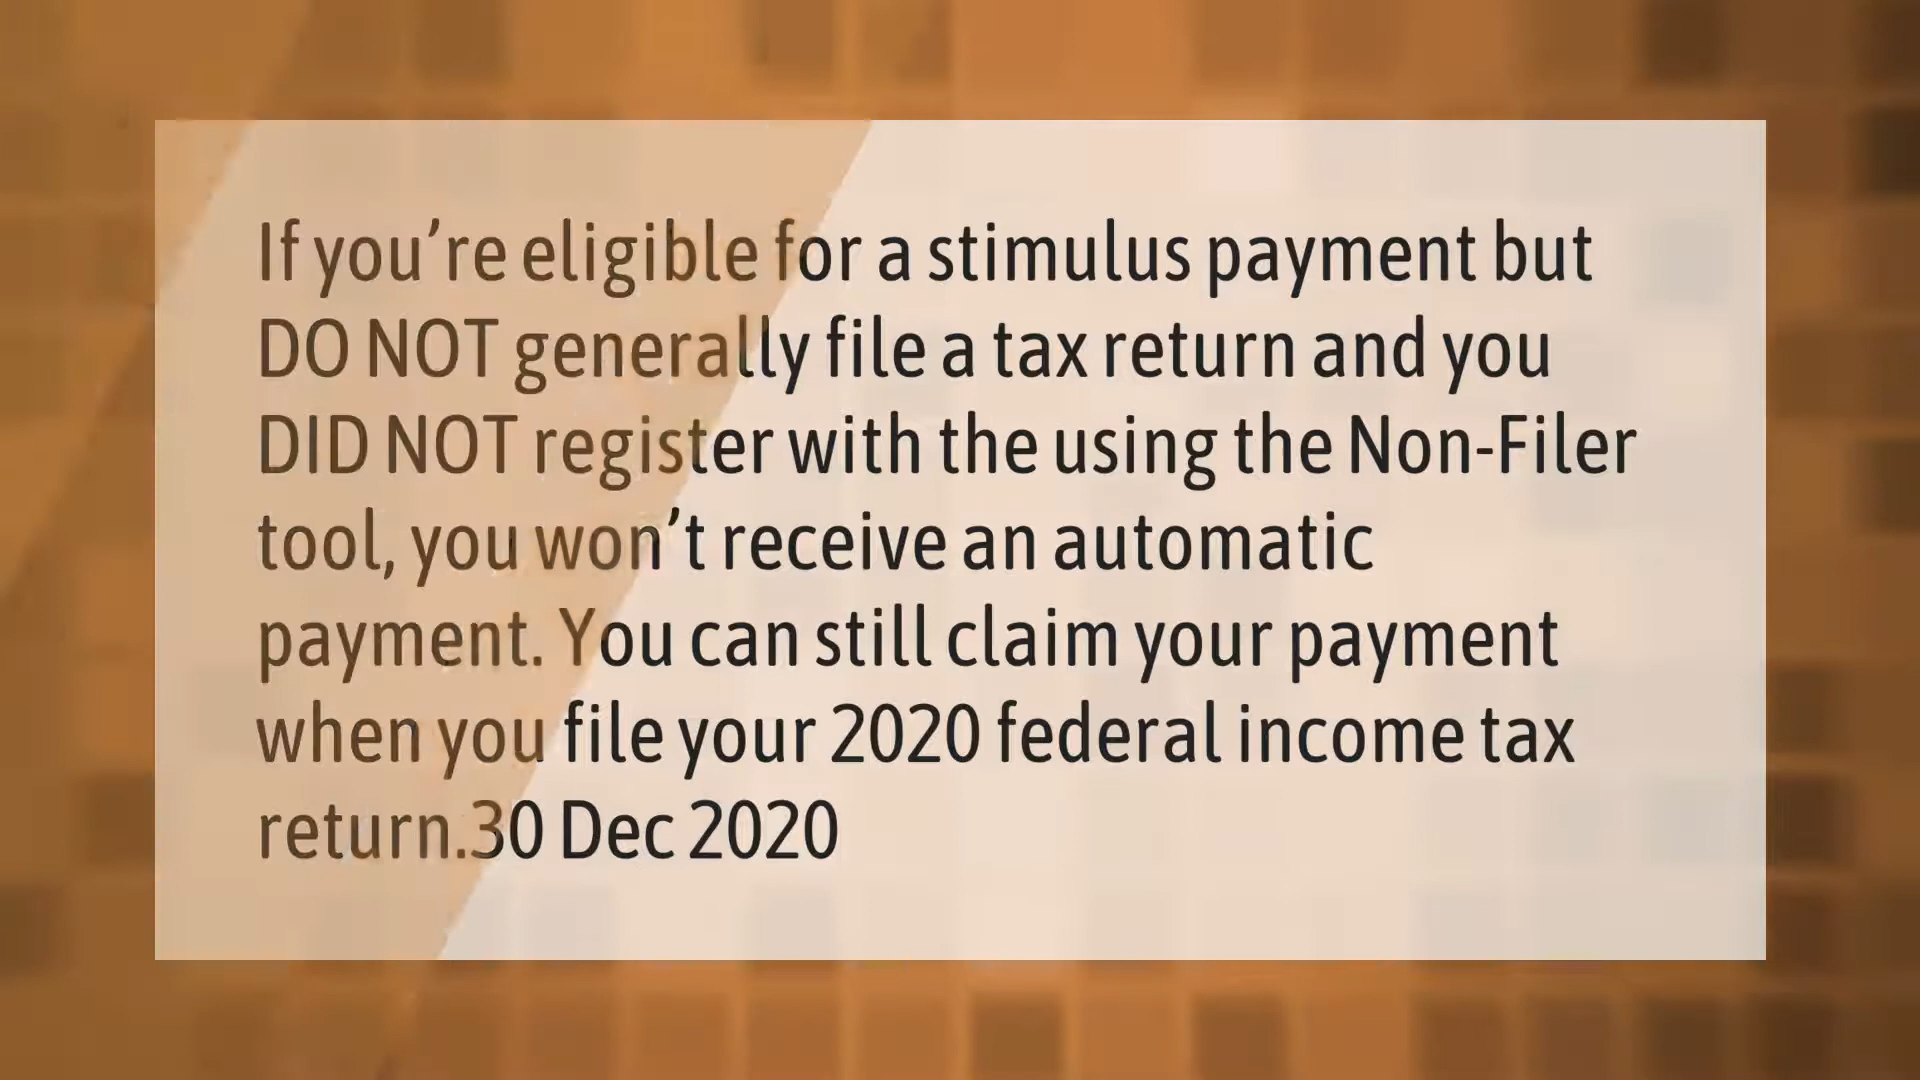 If you’re eligible for a stimulus payment but
DO NOT generally file a tax return and you
DID NOT register with the using the Non-Filer
tool, you won’t receive an automatic
payment. You can still claim your payment
when you file your 2020 federal income tax
return.30 Dec 2020